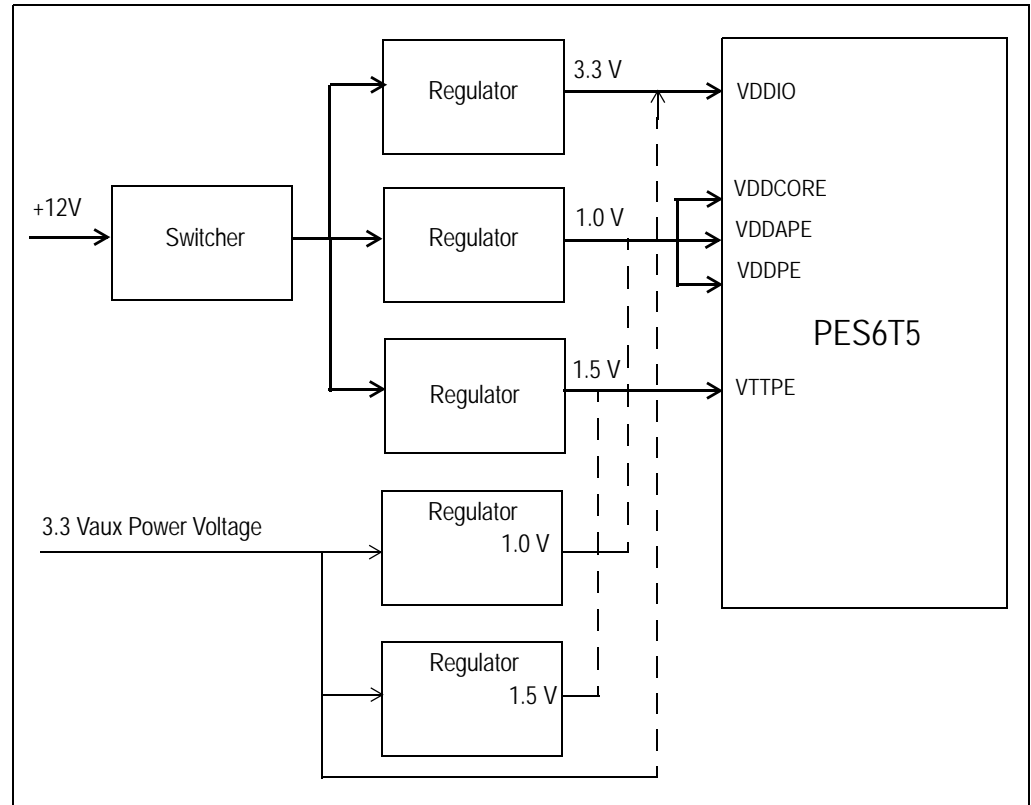 Regulator
3.3 V
VDDIO
+12V
Switcher
Regulator
1.0 V
VDDCORE
VDDAPE
VDDPE
PES6T5
Regulator
1.5 V
VTTPE
3.3 Vaux Power Voltage
Regulator
1.0 V
Regulator
1.5 V